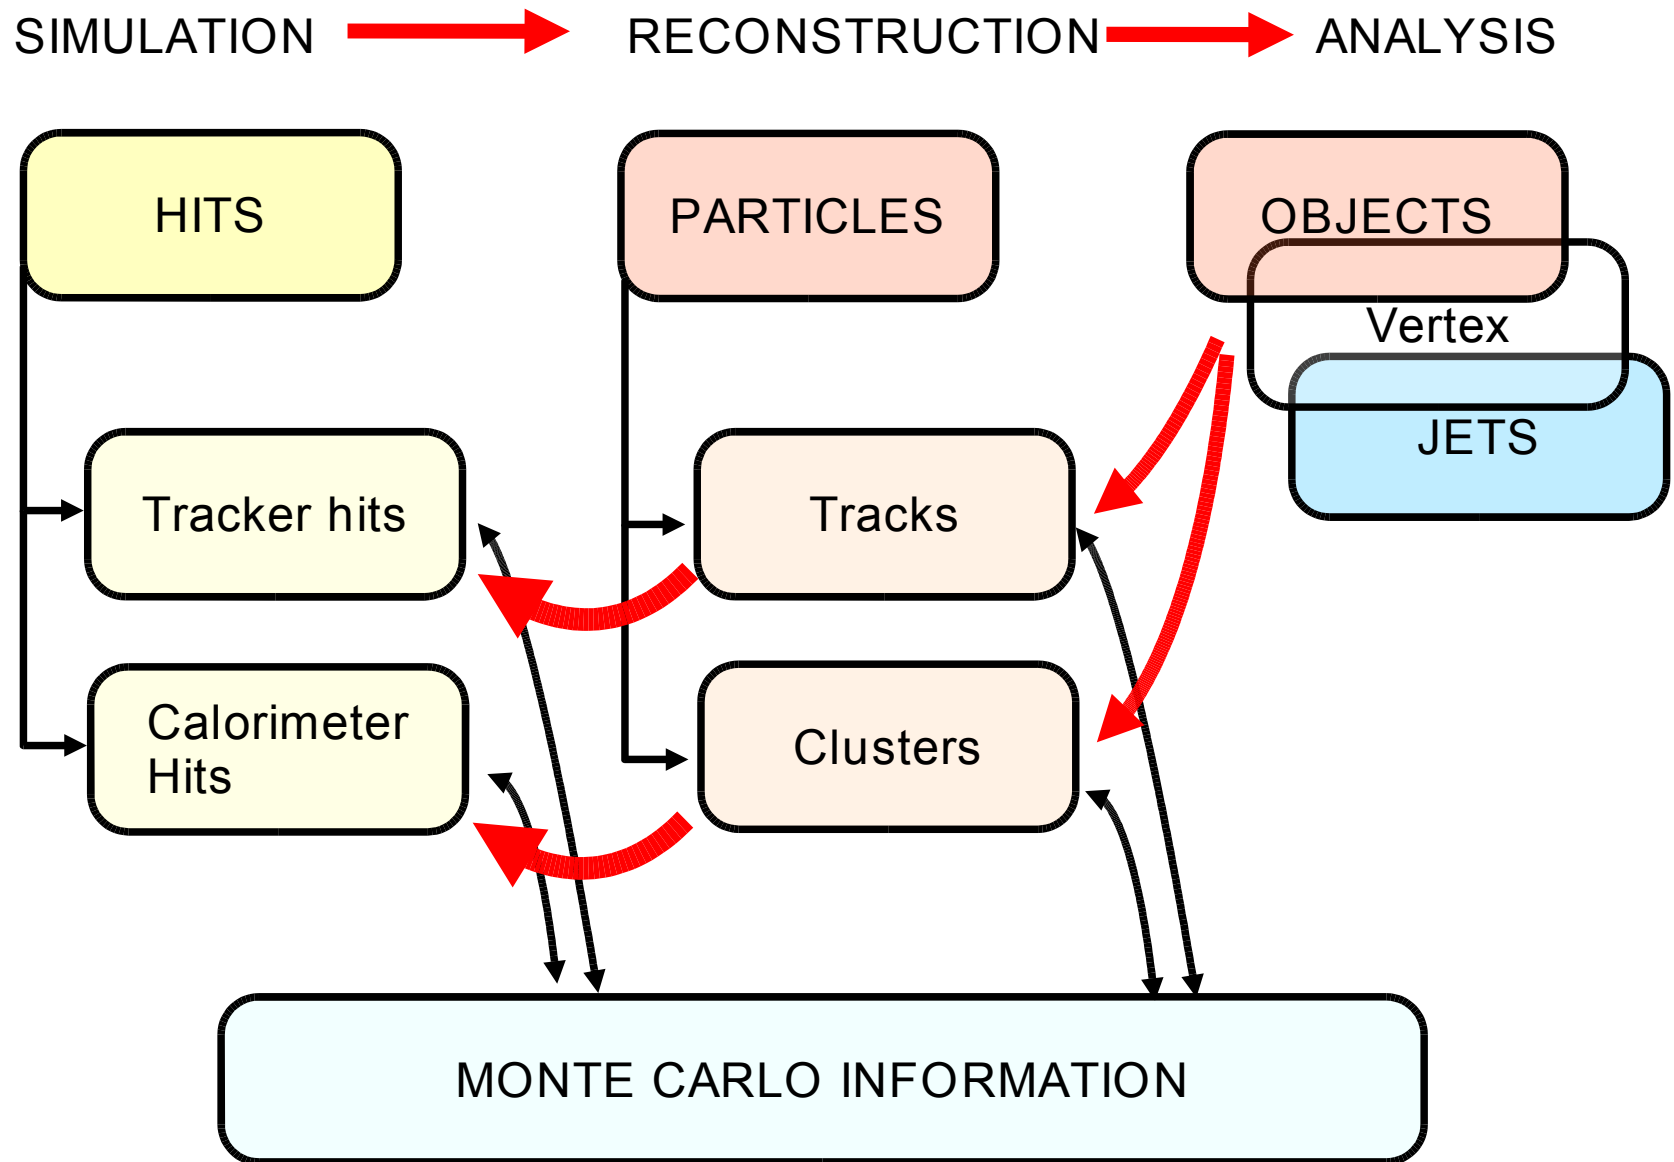 SIMULATION
RECONSTRUCTION
ANALYSIS
HITS
PARTICLES
OBJECTS
Vertex
JETS
Tracker hits
Tracks
Calorimeter
Hits
Clusters
MONTE CARLO INFORMATION